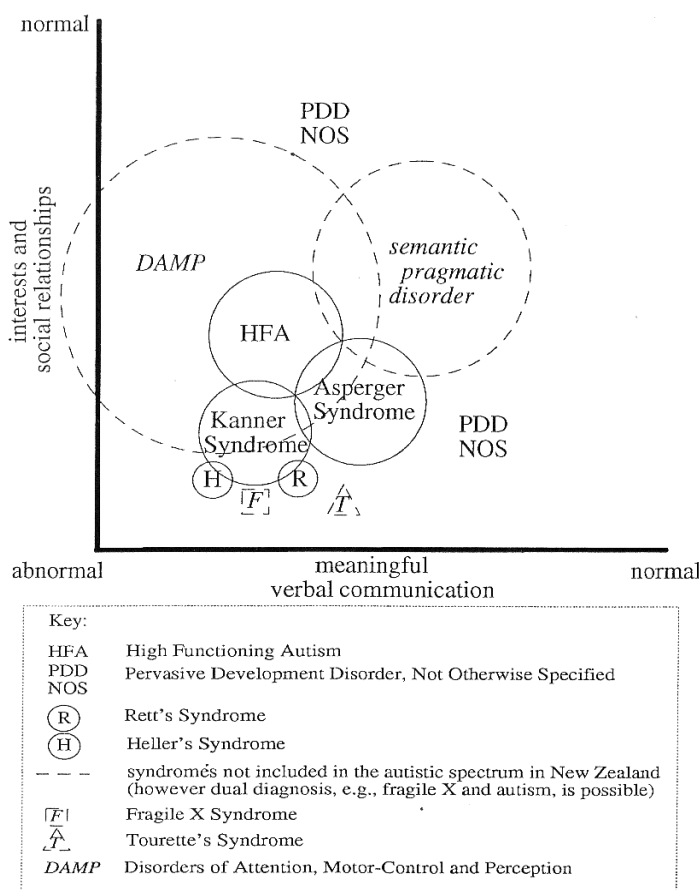 normal
PDD
NOS
interests and
social relationships
DAMP
semantic
pragmatic
disorder
HFA
Asperger
Syndrome
Kanner
Syndrome
PDD
NOS
H
F
R
T
abnormal
meaningful
verbal communication
normal
Key:
HFA High Functioning Autism
PDD
NOS Pervasive Development Disorder, Not Otherwise Specified
R Rett's Syndrome
H Heller's Syndrome
syndromes not included in the autistic spectrum in New Zealand
(however dual diagnosis, e.g., fragile X and autism, is possible)
F Fragile X Syndrome
T Tourette's Syndrome
DAMP Disorders of Attention, Motor-Control and Perception